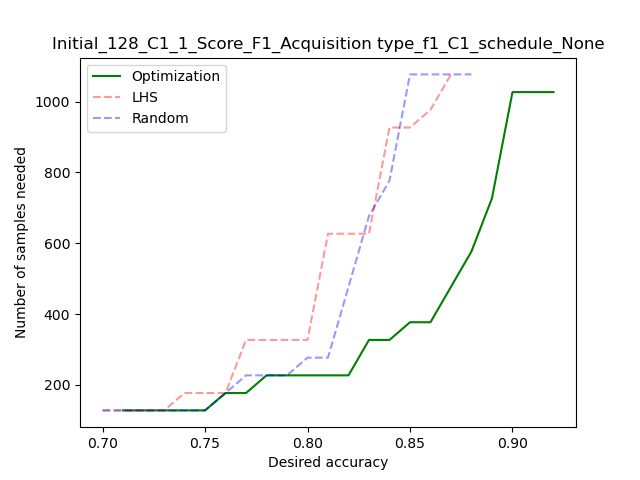 Initial_128_C1_1_Score_F1_Acquisition type_f1_C1_schedule_None
Optimization
LHS
Random
Number of samples needed
1000
800
600
400
200
0.70 0.75 0.80 0.85 0.90
Desired accuracy